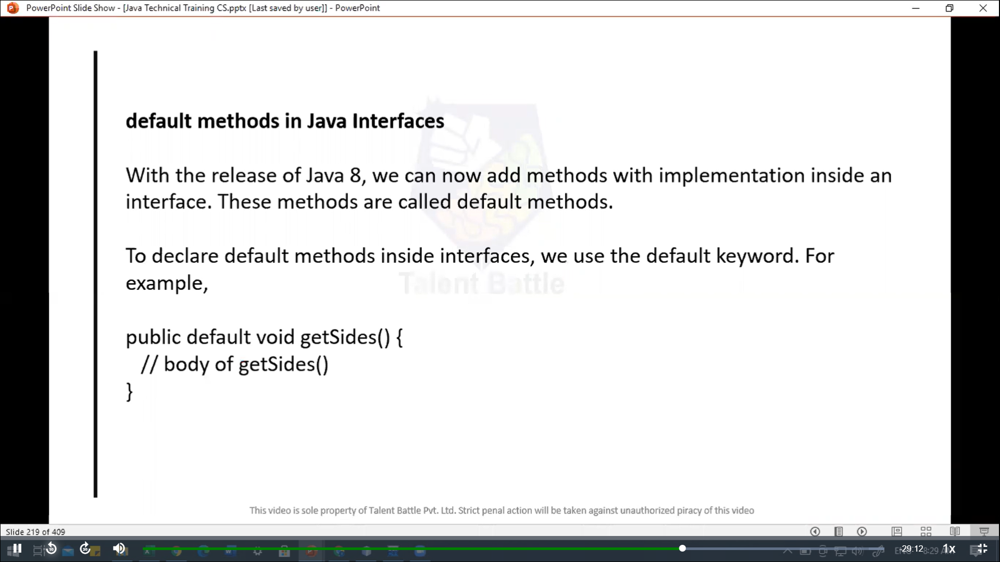 PowerPoint Slide Show - [Java Technical Training CS.pptx [Last saved by user]] - PowerPoint
default methods in Java Interfaces
With the release of Java 8, we can now add methods with implementation inside an
interface. These methods are called default methods.
To declare default methods inside interfaces, we use the default keyword. For
example,
Talent Battle
public default void getSides() {
// body of getSides()
}
This video is sole property of Talent Battle Pvt. Ltd. Strict penal action will be taken against unauthorized piracy of this video
Slide 219 of 409
10
30
-29:12
8:29
1x